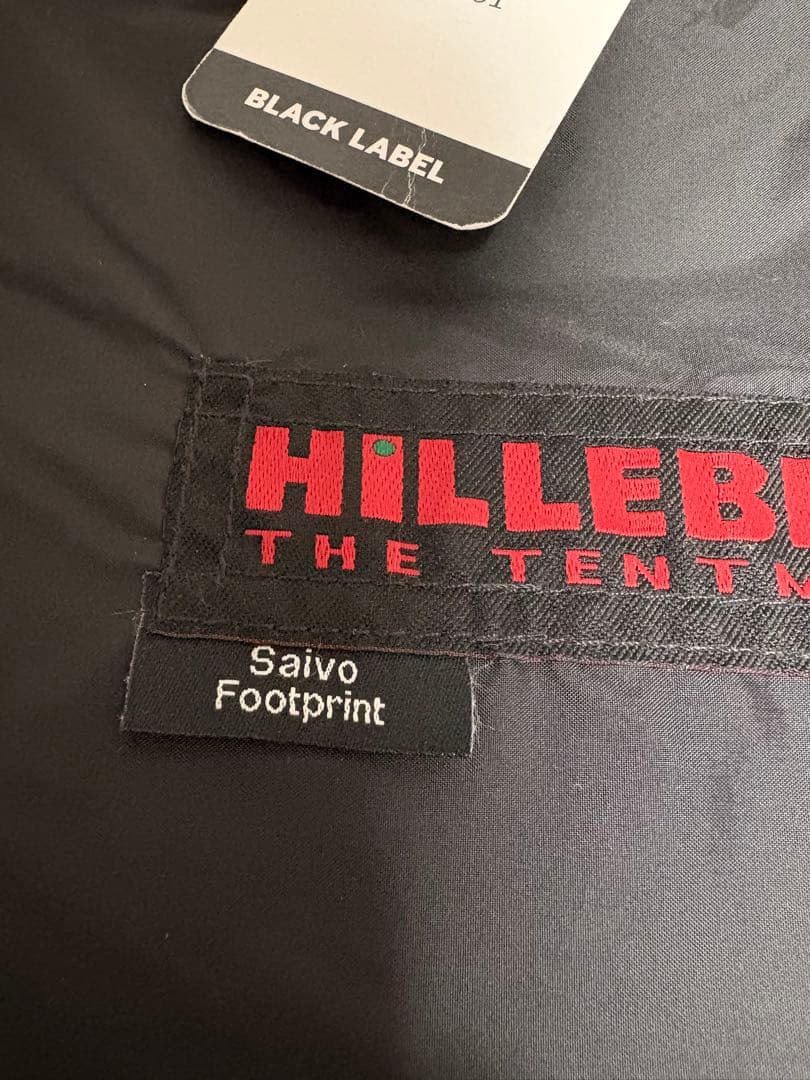 BLACK LABEL
HiLLEB
THE TENTM
Saivo
Footprint